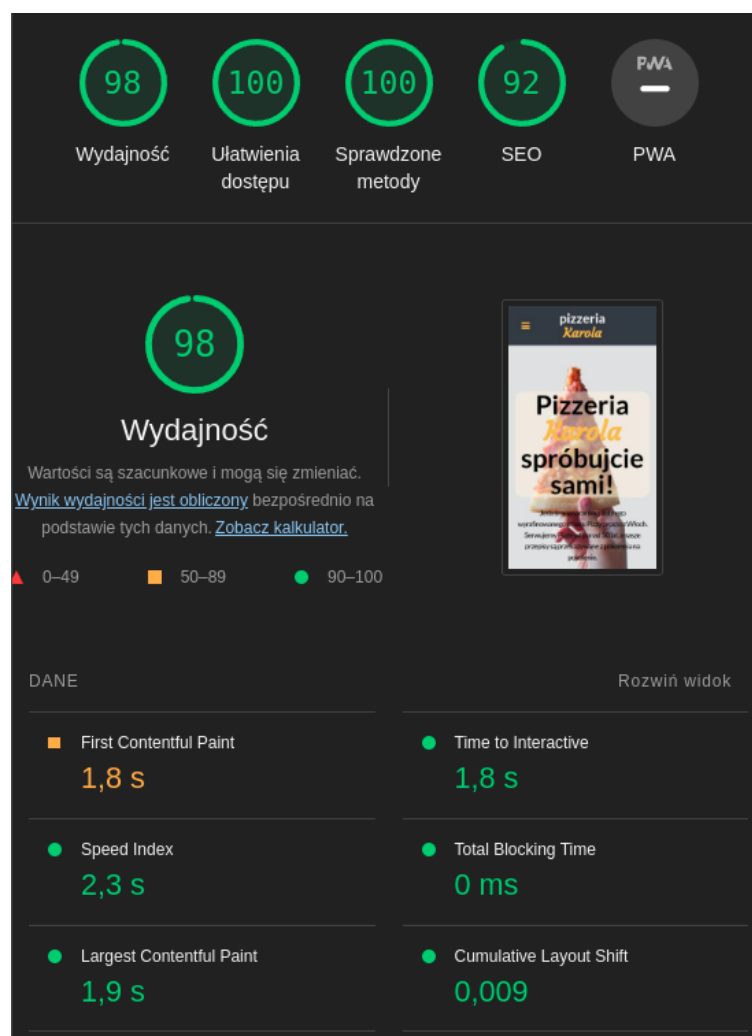 98
100
100
92
PWA
Wydajność
Ułatwienia dostępu
Sprawdzone metody
SEO
PWA
98
Wydajność
Wartości są szacunkowe i mogą się zmieniać.
Wynik wydajności jest obliczony bezpośrednio na
podstawie tych danych. Zobacz kalkulator.
0–49
50–89
90–100
pizzeria
Karola
Pizzeria
Karola
spróbujcie
sami!
DANE
Rozwiń widok
First Contentful Paint
1,8 s
Time to Interactive
1,8 s
Speed Index
2,3 s
Total Blocking Time
0 ms
Largest Contentful Paint
1,9 s
Cumulative Layout Shift
0,009